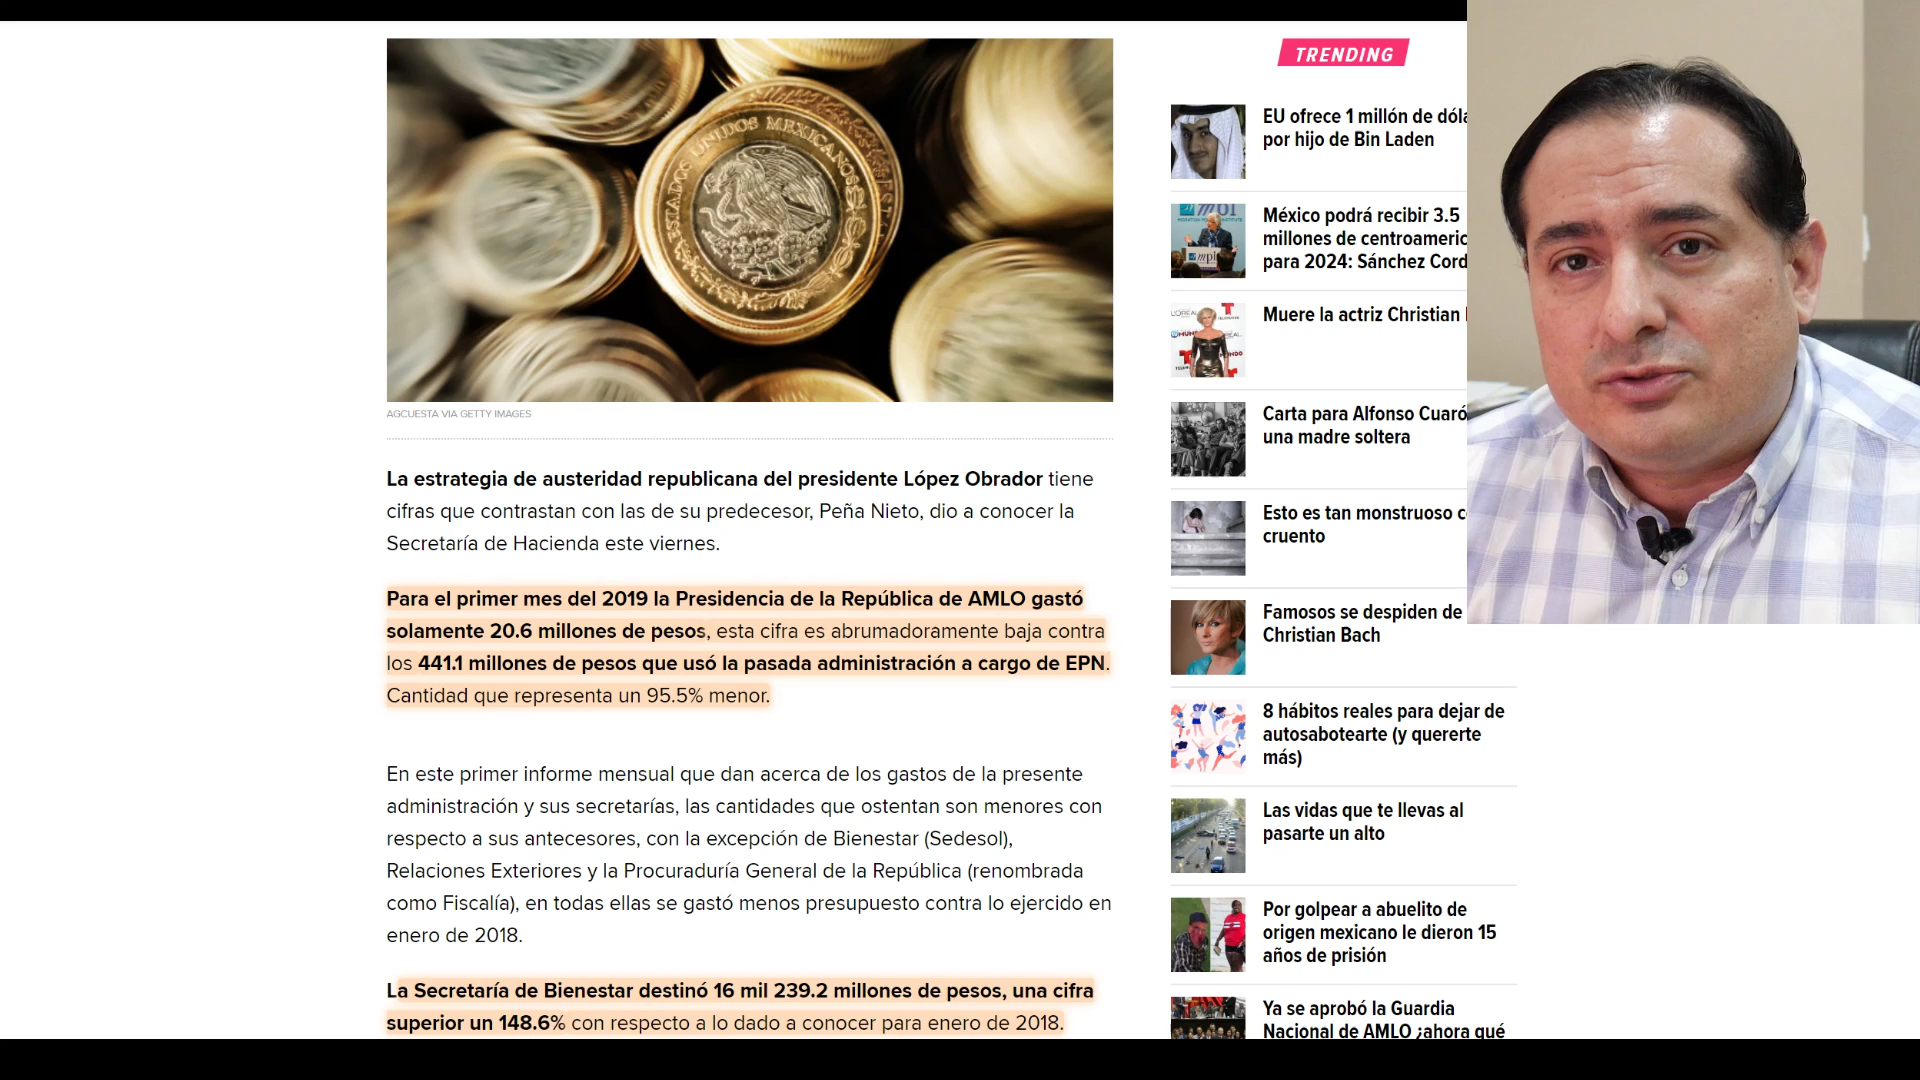 ESTADOS UNIDOS MEXICANOS
AGCUESTA VIA GETTY IMAGES
La estrategia de austeridad republicana del presidente López Obrador tiene
cifras que contrastan con las de su predecesor, Peña Nieto, dio a conocer la
Secretaría de Hacienda este viernes.
Para el primer mes del 2019 la Presidencia de la República de AMLO gastó
solamente 20.6 millones de pesos, esta cifra es abrumadoramente baja contra
los 441.1 millones de pesos que usó la pasada administración a cargo de EPN.
Cantidad que representa un 95.5% menor.
En este primer informe mensual que dan acerca de los gastos de la presente
administración y sus secretarías, las cantidades que ostentan son menores con
respecto a sus antecesores, con la excepción de Bienestar (Sedesol),
Relaciones Exteriores y la Procuraduría General de la República (renombrada
como Fiscalía), en todas ellas se gastó menos presupuesto contra lo ejercido en
enero de 2018.
La Secretaría de Bienestar destinó 16 mil 239.2 millones de pesos, una cifra
superior un 148.6% con respecto a lo dado a conocer para enero de 2018.
TRENDING
EU ofrece 1 millón de dóla
por hijo de Bin Laden
México podrá recibir 3.5
millones de centroameric
para 2024: Sánchez Cord
mpi
Muere la actriz Christian
Carta para Alfonso Cuaró
una madre soltera
Esto es tan monstruoso c
cruento
Famosos se despiden de
Christian Bach
8 hábitos reales para dejar de
autosabotearte (y quererte
más)
Las vidas que te llevas al
pasarte un alto
Por golpear a abuelito de
origen mexicano le dieron 15
años de prisión
Ya se aprobó la Guardia
Nacional de AMLO ¿ahora qué